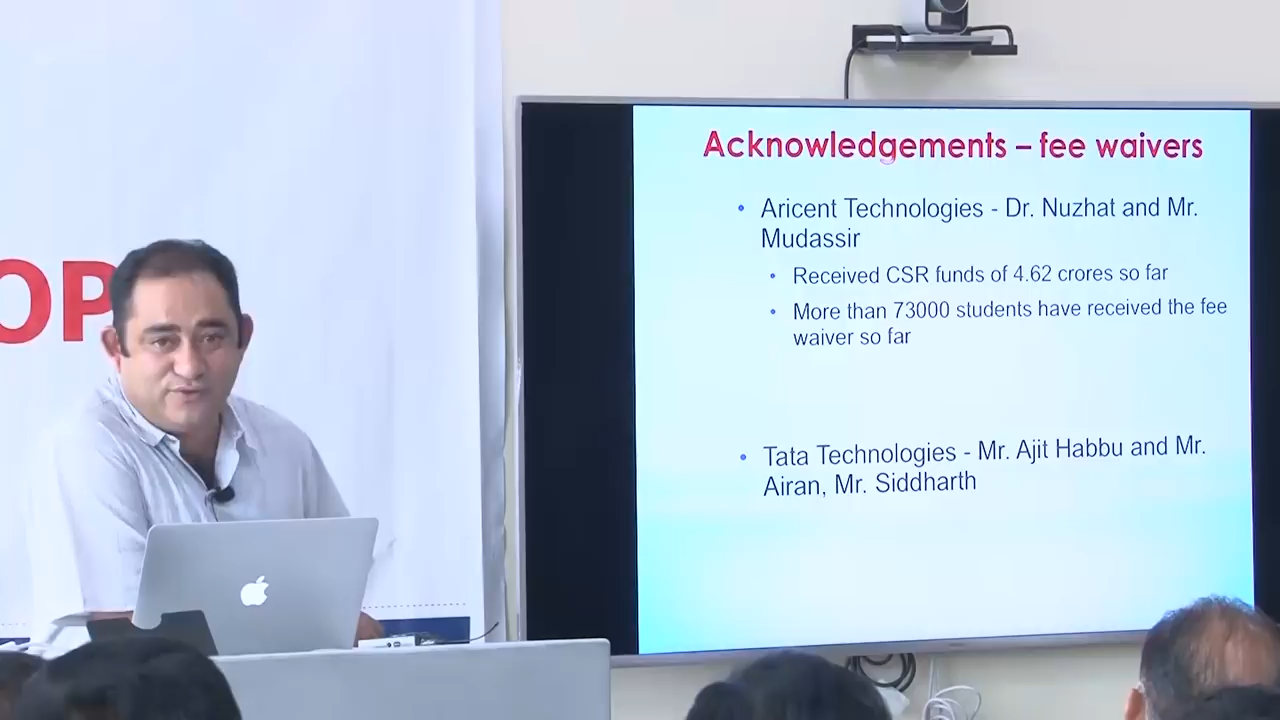 OP
Acknowledgements – fee waivers
• Aricent Technologies - Dr. Nuzhat and Mr.
Mudassir
• Received CSR funds of 4.62 crores so far
• More than 73000 students have received the fee
waiver so far
• Tata Technologies - Mr. Ajit Habbu and Mr.
Airan, Mr. Siddharth